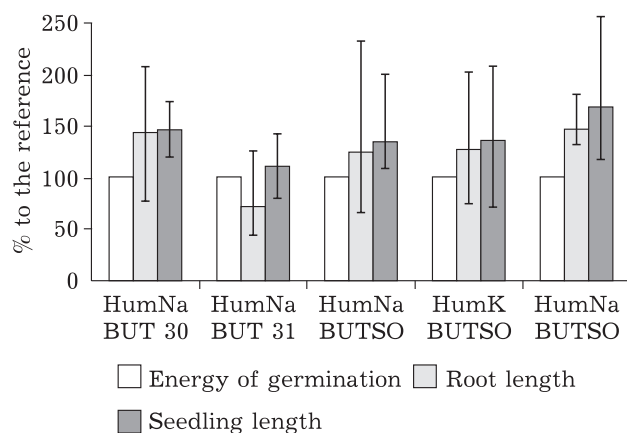 % to the reference
250
200
150
100
50
0
HumNa
BUT 30
HumNa
BUT 31
HumNa
BUTSO
HumK
BUTSO
HumNa
BUTSO
Energy of germination
Root length
Seedling length